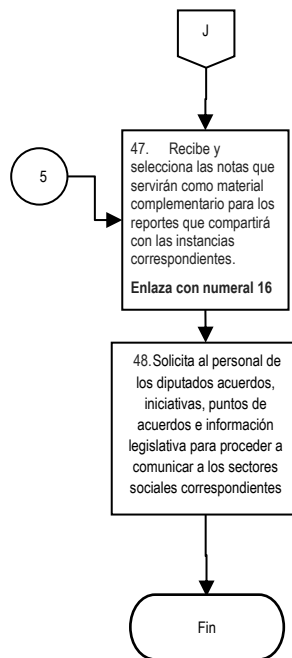 J
47. Recibe y
selecciona las notas que
servirán como material
complementario para los
reportes que compartirá
con las instancias
correspondientes.
Enlaza con numeral 16
5
48.Solicita al personal de
los diputados acuerdos,
iniciativas, puntos de
acuerdos e información
legislativa para proceder a
comunicar a los sectores
sociales correspondientes
Fin